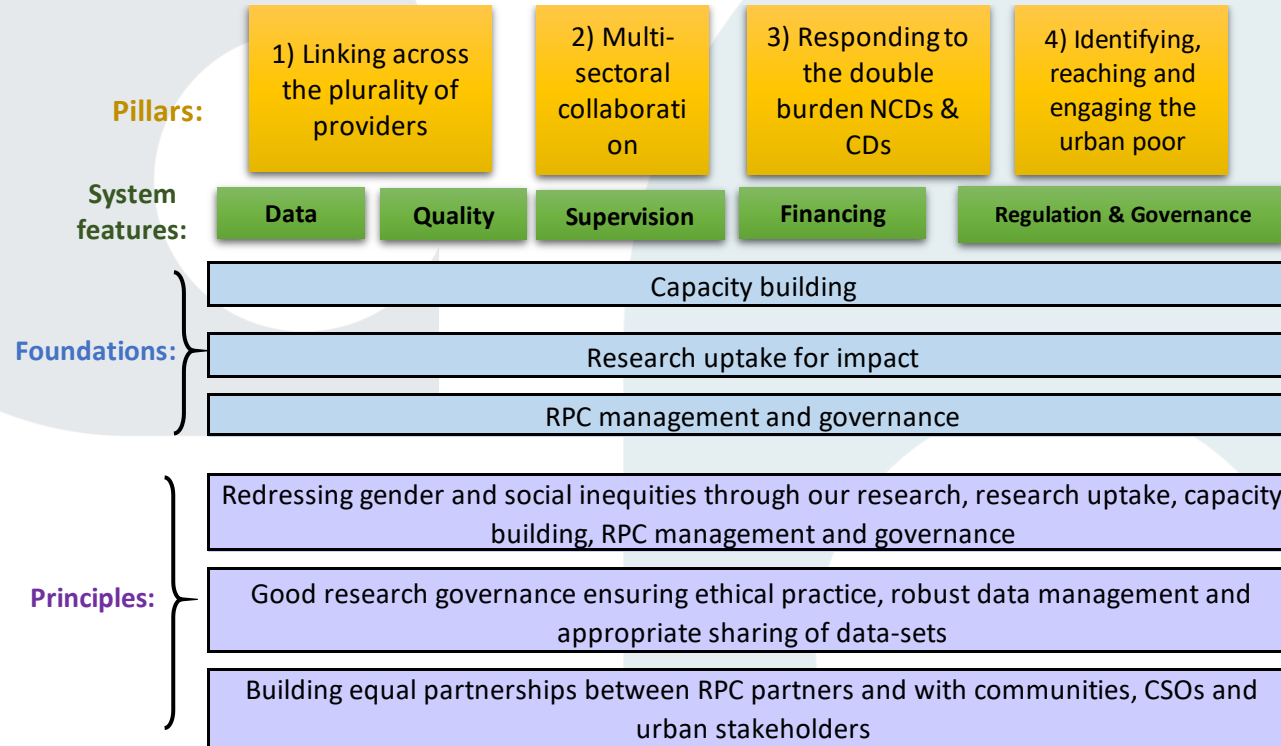 Pillars:
1) Linking across
the plurality of
providers
2) Multi-
sectoral
collaborati
on
3) Responding to
the double
burden NCDs &
CDs
4) Identifying,
reaching and
engaging the
urban poor
System
features:
Data
Quality
Supervision
Financing
Regulation & Governance
Foundations:
Capacity building
Research uptake for impact
RPC management and governance
Principles:
Redressing gender and social inequities through our research, research uptake, capacity
building, RPC management and governance
Good research governance ensuring ethical practice, robust data management and
appropriate sharing of data-sets
Building equal partnerships between RPC partners and with communities, CSOs and
urban stakeholders